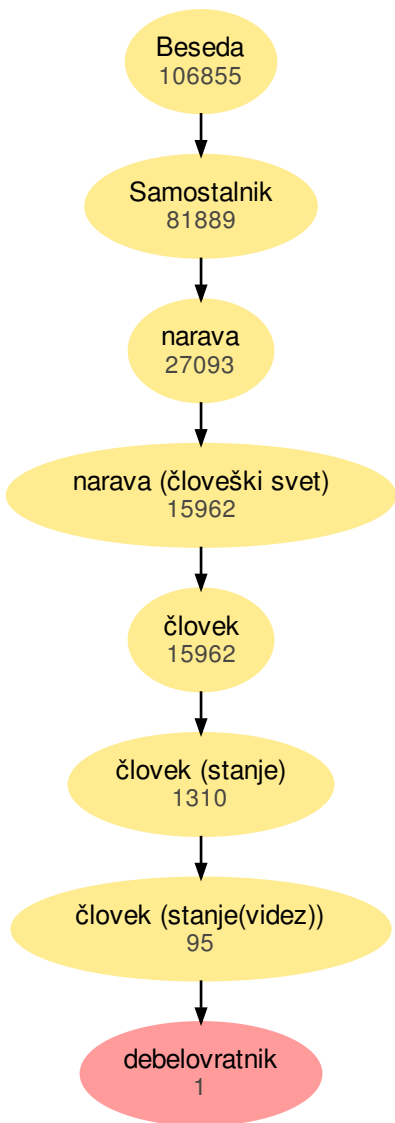 Beseda
106855
Samostalnik
81889
narava
27093
narava (človeški svet)
15962
človek
15962
človek (stanje)
1310
človek (stanje(videz))
95
debelovratnik
1